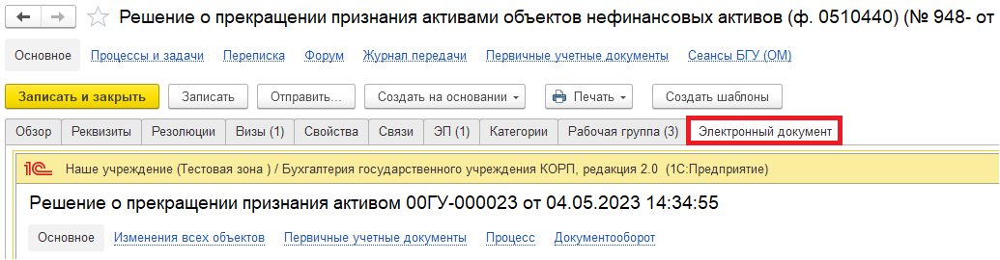 Решение о прекращении признания активами объектов нефинансовых активов (ф. 0510440) (№ 948- от
Основное Процессы и задачи Переписка Форум Журнал передачи Первичные учетные документы Сеансы БГУ (ОМ)
Записать и закрыть Записать Отправить... Создать на основании Печать Создать шаблоны
Обзор Реквизиты Резолюции Визы (1) Свойства Связи ЭП (1) Категории Рабочая группа (3) Электронный документ
1С Наше учреждение (Тестовая зона ) / Бухгалтерия государственного учреждения КОРП, редакция 2.0 (1С:Предприятие)
Решение о прекращении признания активом 00ГУ-000023 от 04.05.2023 14:34:55
Основное Изменения всех объектов Первичные учетные документы Процесс Документооборот